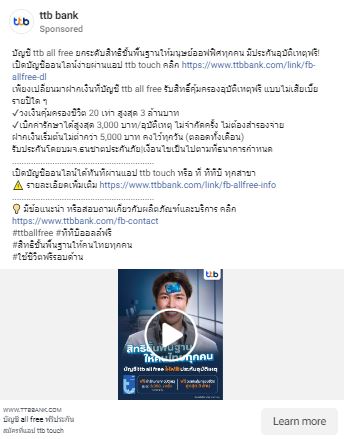 ttb bank
Sponsored
บัญชี ttb all free ยกระดับสิทธิขั้นพื้นฐานให้มนุษย์ออฟฟิศทุกคน มีประกันอุบัติเหตุฟรี!
เปิดบัญชีออนไลน์ง่ายผ่านแอป ttb touch คลิก https://www.ttbbank.com/link/fb-
allfree-dl
เพียงเปลี่ยนมาฝากเงินที่บัญชี ttb all free รับสิทธิ์คุ้มครองอุบัติเหตุฟรี แบบไม่เสียเบี้ย
รายปีใด ๆ
✓วงเงินคุ้มครองชีวิต 20 เท่า สูงสุด 3 ล้านบาท
✓เบิกค่ารักษาได้สูงสุด 3,000 บาท/อุบัติเหตุ ไม่จำกัดครั้ง ไม่ต้องสำรองจ่าย
ฝากเงินเริ่มต้นไม่ต่ำกว่า 5,000 บาท คงไว้ทุกวัน (ตลอดทั้งเดือน)
รับประกันโดยบมจ.ธนชาตประกันภัย|เงื่อนไขเป็นไปตามที่ธนาคารกำหนด
เปิดบัญชีออนไลน์ได้ทันทีผ่านแอป ttb touch หรือ ที่ ทีทีบี ทุกสาขา
⚠️ รายละเอียดเพิ่มเติม https://www.ttbbank.com/link/fb-allfree-info
💡 มีข้อแนะนำ หรือสอบถามเกี่ยวกับผลิตภัณฑ์และบริการ คลิก
https://www.ttbbank.com/fb-contact
#ttballfree #ทีทีบีออลล์ฟรี
#สิทธิขั้นพื้นฐานให้คนไทยทุกคน
#ใช้ชีวิตฟรีรอบด้าน
ttb
สิทธิขั้นพื้นฐาน
ให้คนไทยทุกคน
บัญชี ttb all free ให้ฟรี ประกันอุบัติเหตุ
WWW.TTBBANK.COM
บัญชี all free ฟรีประกัน
สมัครที่แอป ttb touch
Learn more